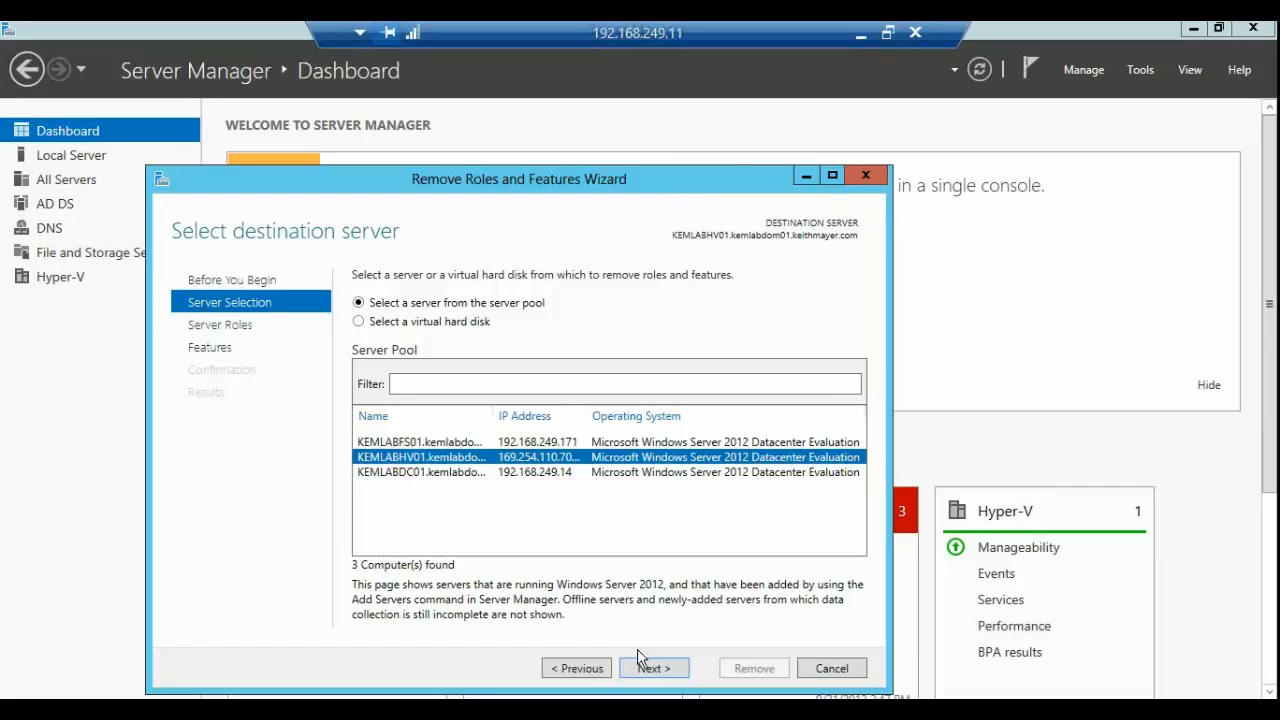 192.168.249.11
Server Manager ‣ Dashboard
Manage Tools View Help
Dashboard
Local Server
All Servers
AD DS
DNS
File and Storage Se
Hyper-V
WELCOME TO SERVER MANAGER
in a single console.
Hide
Remove Roles and Features Wizard
Select destination server
DESTINATION SERVER
KEMLABHV01.kemlabdom01.keithmayer.com
Before You Begin
Server Selection
Server Roles
Features
Confirmation
Results
Select a server or a virtual hard disk from which to remove roles and features.
Select a server from the server pool
Select a virtual hard disk
Server Pool
Filter:
Name IP Address Operating System
KEMLABFS01.kemlabdo... 192.168.249.171 Microsoft Windows Server 2012 Datacenter Evaluation
KEMLABHV01.kemlabdo... 169.254.110.70... Microsoft Windows Server 2012 Datacenter Evaluation
KEMLABDC01.kemlabdo... 192.168.249.14 Microsoft Windows Server 2012 Datacenter Evaluation
3 Computer(s) found
This page shows servers that are running Windows Server 2012, and that have been added by using the
Add Servers command in Server Manager. Offline servers and newly-added servers from which data
collection is still incomplete are not shown.
< Previous Next > Remove Cancel
3
Hyper-V 1
Manageability
Events
Services
Performance
BPA results